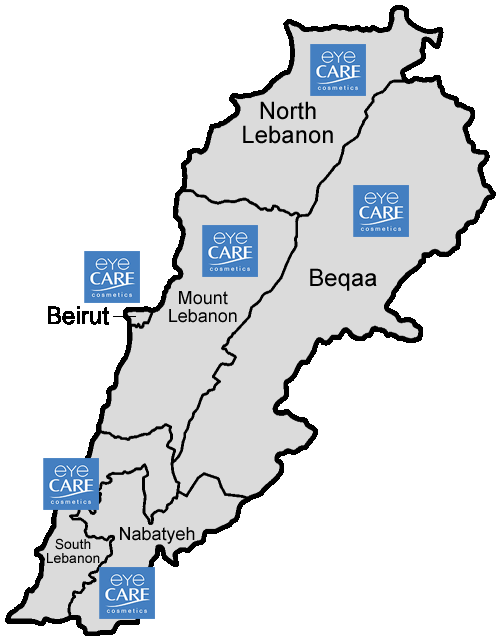 eye
CARE
cosmetics
North
Lebanon
eye
CARE
cosmetics
eye
CARE
cosmetics
Beqaa
eye
CARE
cosmetics
Mount
Lebanon
Beirut
eye
CARE
cosmetics
Nabatyeh
South
Lebanon
eye
CARE
cosmetics